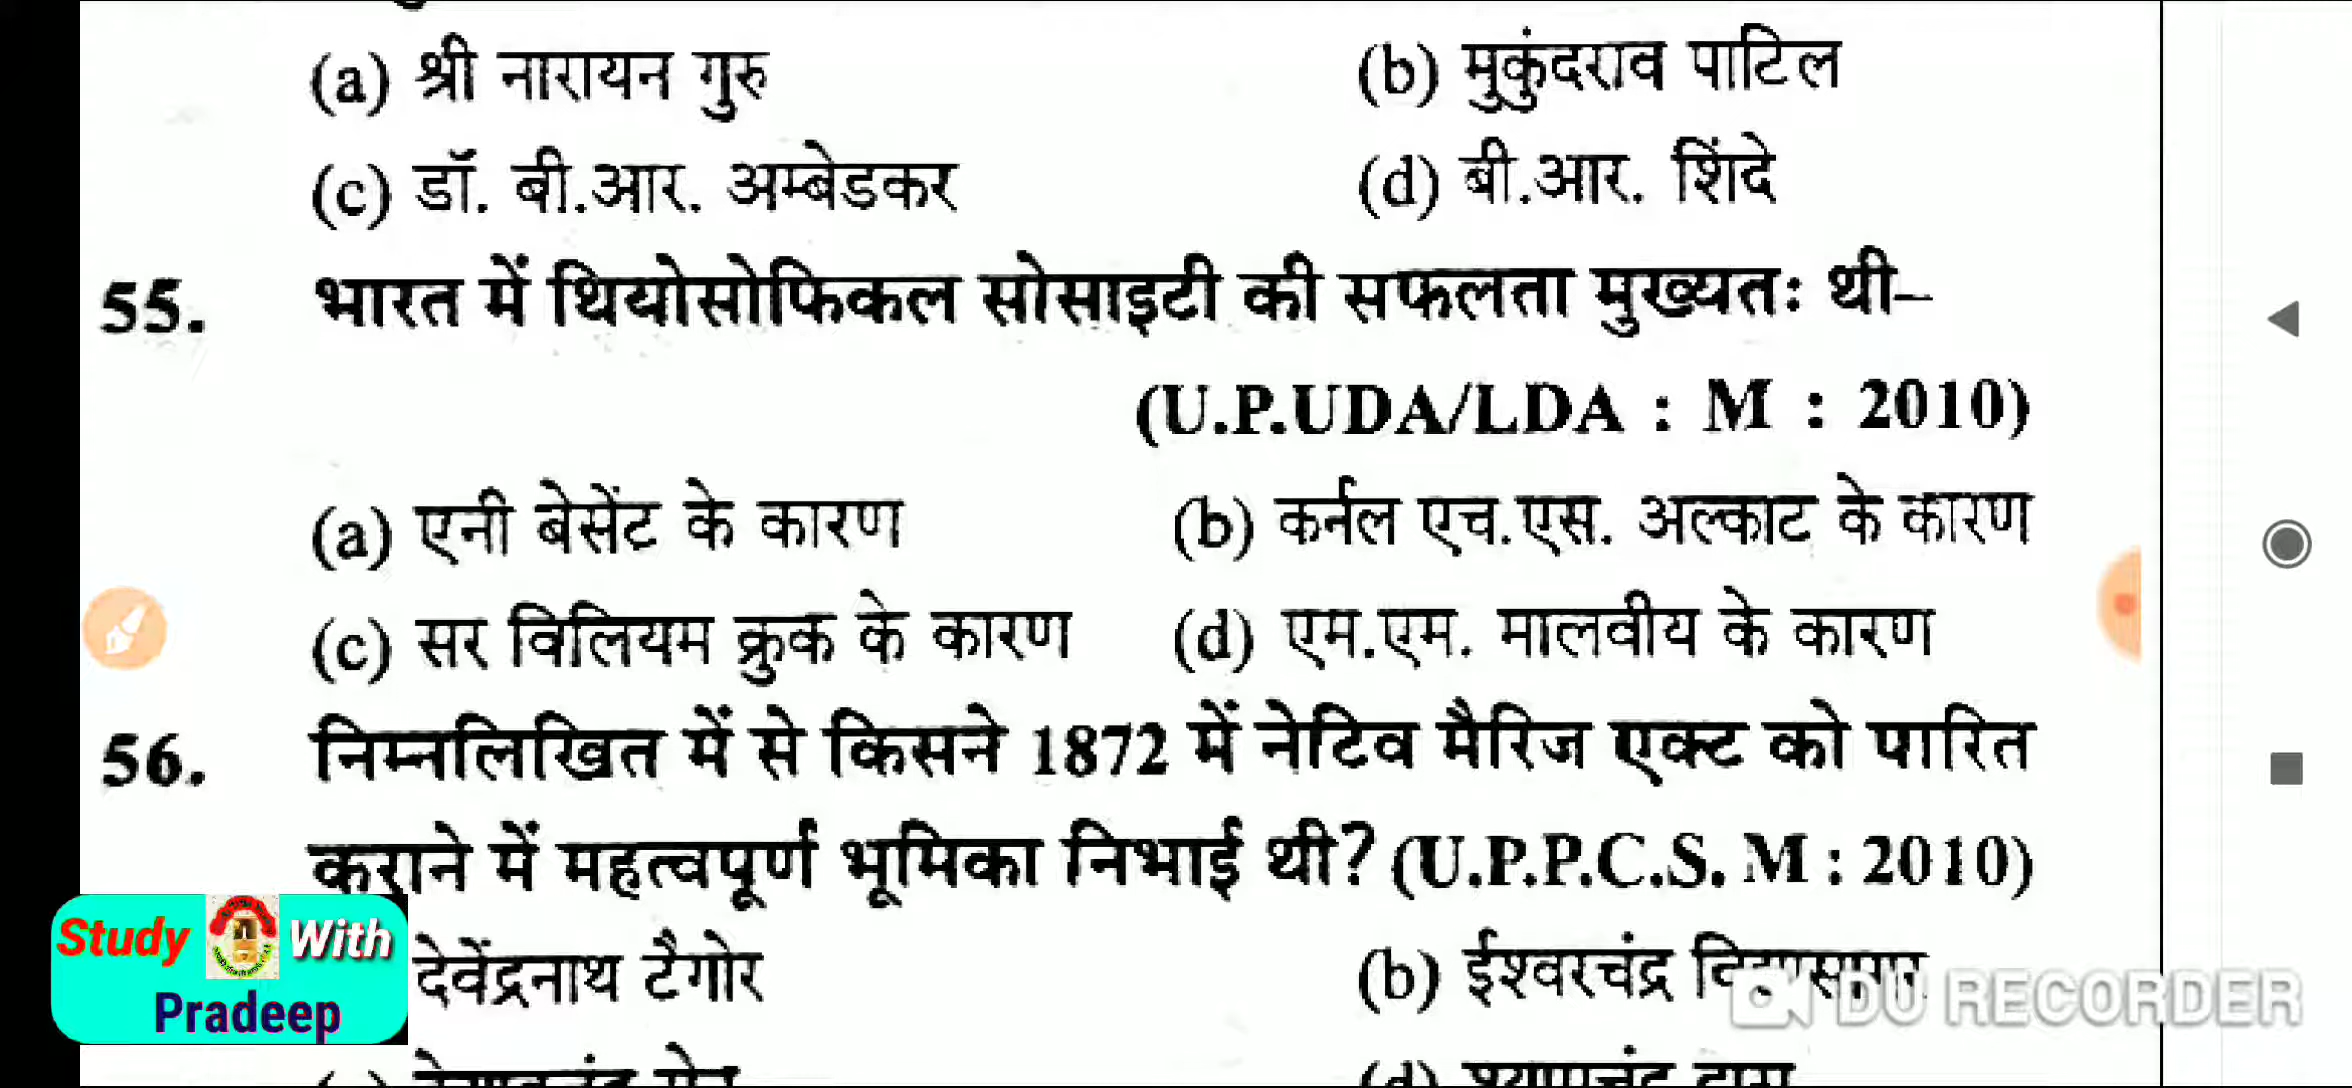 (a) श्री नारायन गुरु (b) मुकुंदराव पाटिल
(c) डॉ. बी.आर. अम्बेडकर (d) बी.आर. शिंदे
55. भारत में थियोसोफिकल सोसाइटी की सफलता मुख्यतः थी–
(U.P.UDA/LDA : M : 2010)
(a) एनी बेसेंट के कारण (b) कर्नल एच.एस. अल्काट के कारण
(c) सर विलियम क्रुक के कारण (d) एम.एम. मालवीय के कारण
56. निम्नलिखित में से किसने 1872 में नेटिव मैरिज एक्ट को पारित
कराने में महत्वपूर्ण भूमिका निभाई थी? (U.P.P.C.S. M : 2010)
देवेंद्रनाथ टैगोर (b) ईश्वरचंद्र
Study With
Pradeep
DU RECORDER